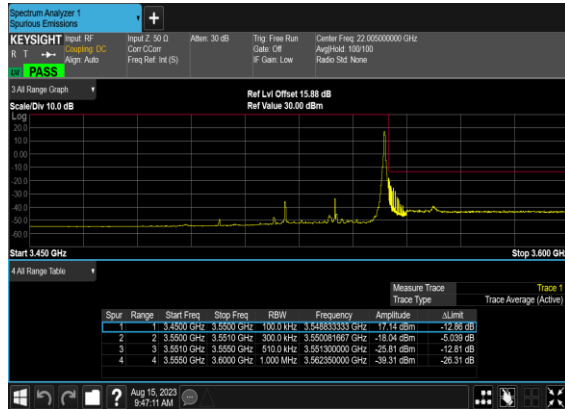 Spectrum Analyzer 1
Spurious Emissions
KEYSIGHT Input: RF Input Z: 50 Ω Atten: 30 dB Trig: Free Run Center Freq: 22.005000000 GHz
R T Coupling: DC Corr CCorr Gate: Off Avg|Hold: 100/100
Align: Auto Freq Ref: Int (S) IF Gain: Low Radio Std: None
PASS
3 All Range Graph
Ref Lvl Offset 15.88 dB
Scale/Div 10.0 dB Ref Value 30.00 dBm
Log
20.0
10.0
0.00
-10.0
-20.0
-30.0
-40.0
-50.0
-60.0
Start 3.450 GHz Stop 3.600 GH
4 All Range Table
Measure Trace Trace 1
Trace Type Trace Average (Active)
Spur Range Start Freq Stop Freq RBW Frequency Amplitude ΔLimit
1 1 3.4500 GHz 3.5500 GHz 100.0 kHz 3.548833333 GHz 17.14 dBm -12.86 dB
2 2 3.5500 GHz 3.5510 GHz 300.0 kHz 3.550081667 GHz -18.04 dBm -5.039 dB
3 3 3.5510 GHz 3.5550 GHz 510.0 kHz 3.551300000 GHz -25.81 dBm -12.81 dB
4 4 3.5550 GHz 3.6000 GHz 1.000 MHz 3.562350000 GHz -39.31 dBm -26.31 dB
Aug 15, 2023
9:47:11 AM